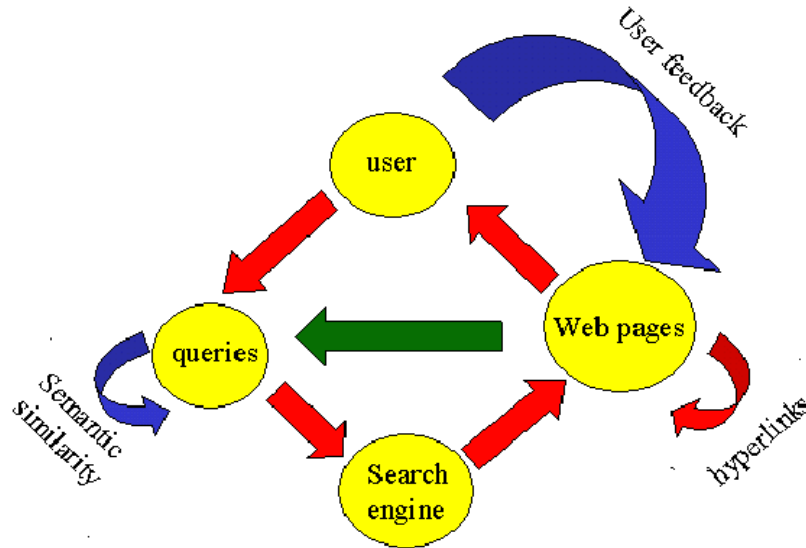 User feedback
user
queries
Web pages
Semantic
similarity
hyperlinks
Search
engine